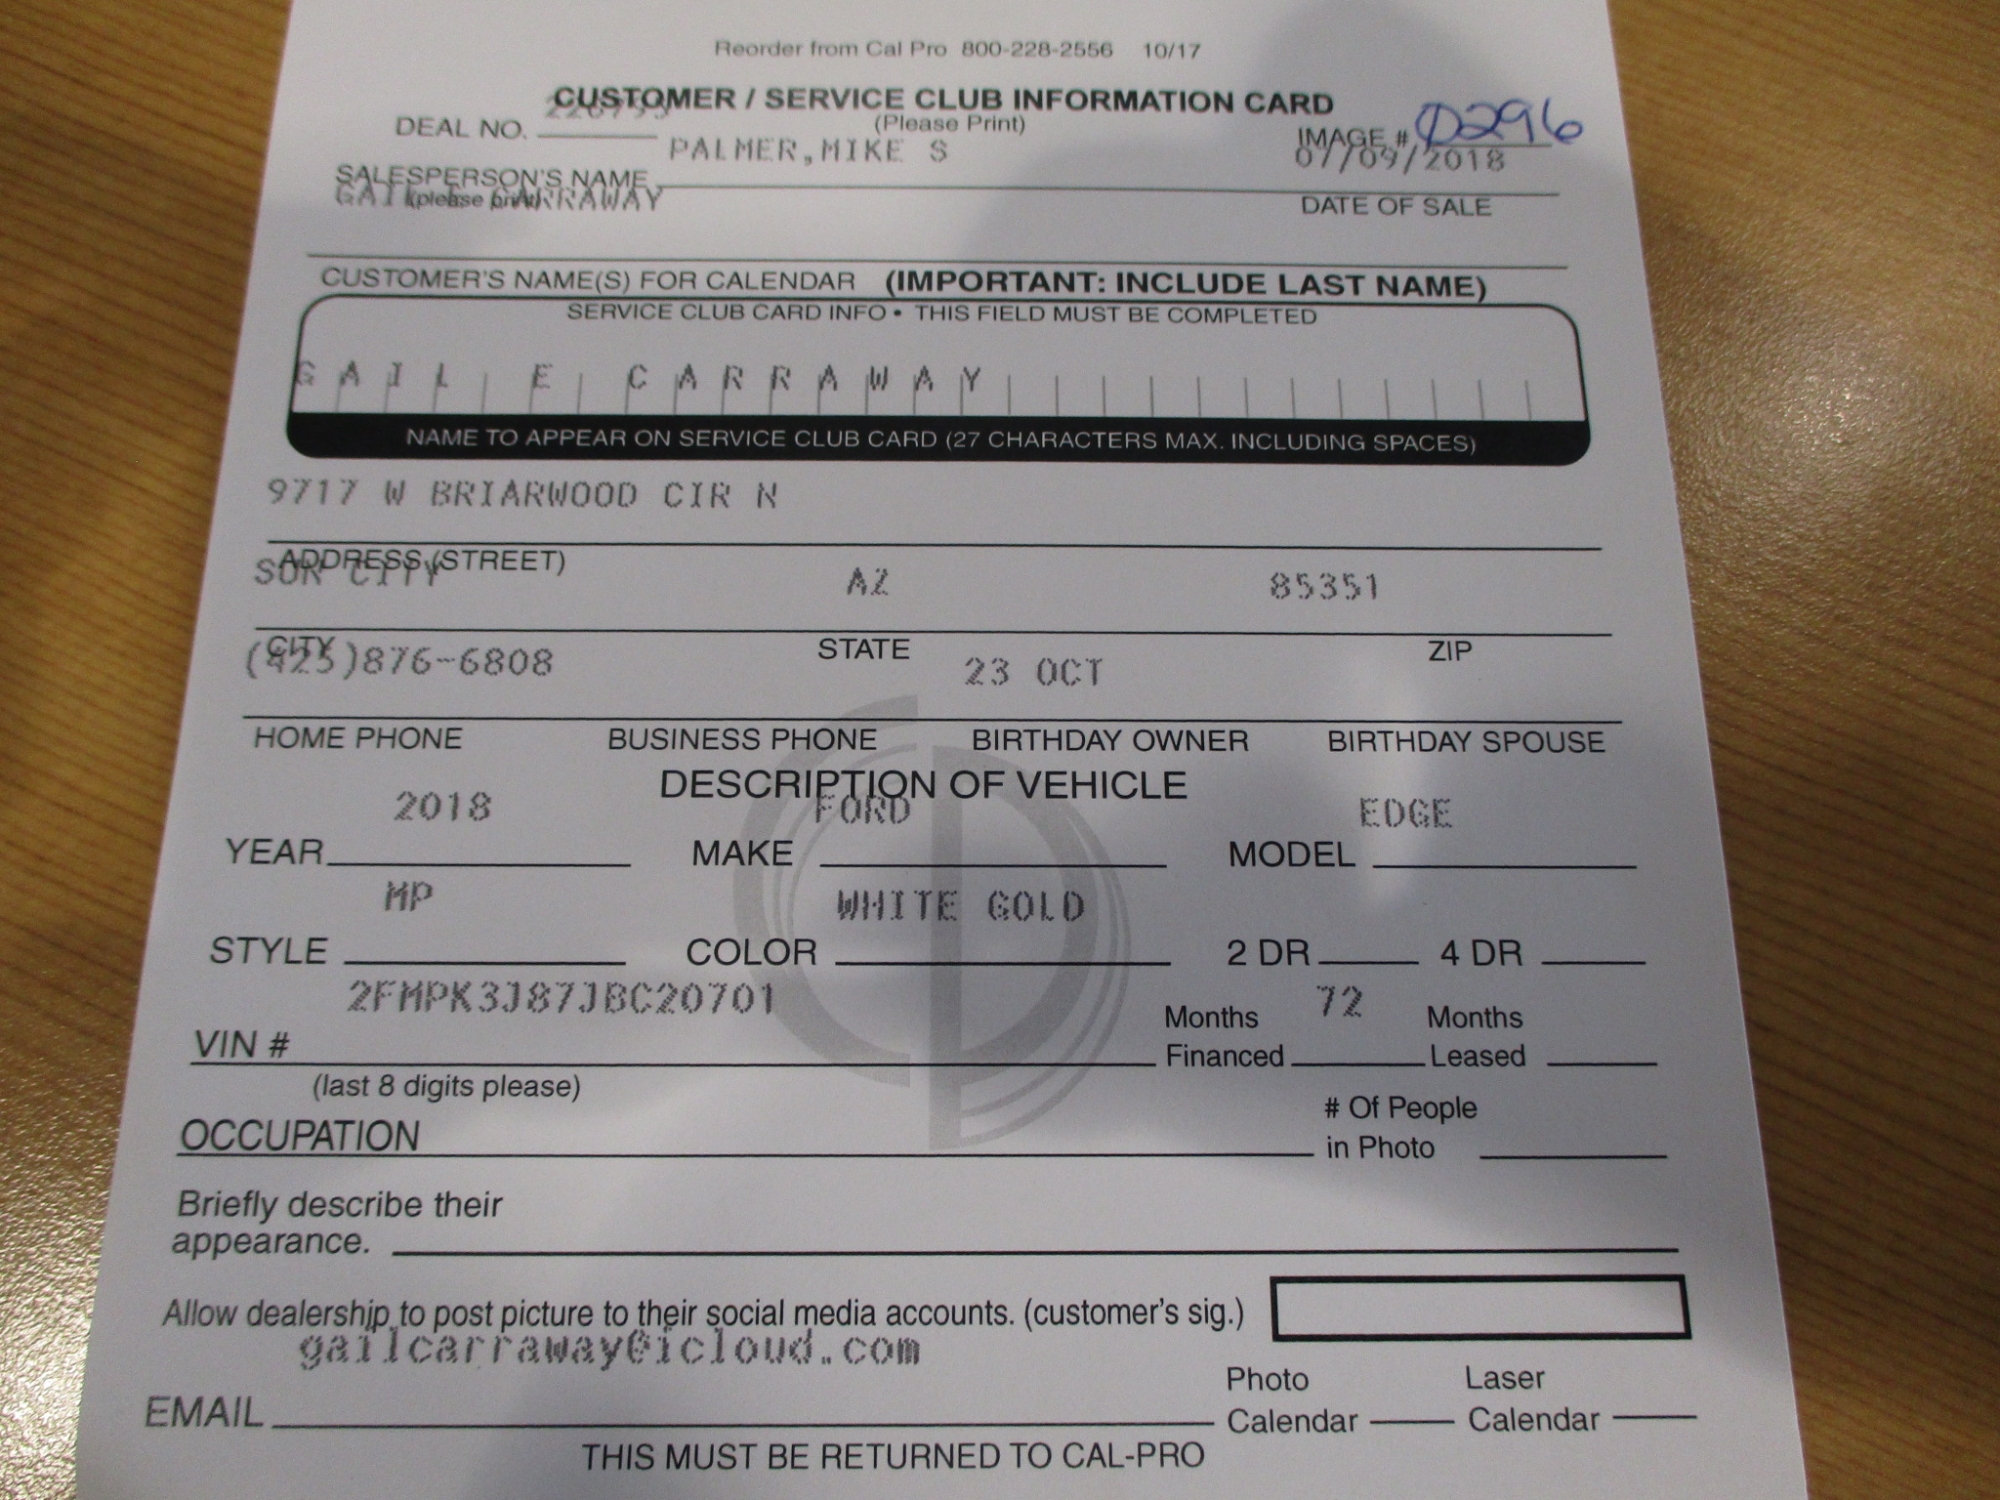 Reorder from Cal Pro 800-228-2556 10/17
CUSTOMER / SERVICE CLUB INFORMATION CARD
DEAL NO. (Please Print) IMAGE # 0296
PALMER,MIKE S 07/09/2018
SALESPERSON'S NAME
(please print) DATE OF SALE
GAIL E CARRAWAY
CUSTOMER'S NAME(S) FOR CALENDAR (IMPORTANT: INCLUDE LAST NAME)
SERVICE CLUB CARD INFO • THIS FIELD MUST BE COMPLETED
GAIL E CARRAWAY
NAME TO APPEAR ON SERVICE CLUB CARD (27 CHARACTERS MAX. INCLUDING SPACES)
9717 W BRIARWOOD CIR N
ADDRESS (STREET)
SUN CITY AZ 85351
CITY STATE ZIP
(425)876-6808 23 OCT
HOME PHONE BUSINESS PHONE BIRTHDAY OWNER BIRTHDAY SPOUSE
DESCRIPTION OF VEHICLE
2018 FORD EDGE
YEAR MAKE MODEL
MP WHITE GOLD
STYLE COLOR 2 DR 4 DR
2FMPK3J87JBC20701 72
VIN # Months Financed Months Leased
(last 8 digits please)
OCCUPATION # Of People in Photo
Briefly describe their
appearance.
Allow dealership to post picture to their social media accounts. (customer's sig.)
gailcarraway@icloud.com
EMAIL Photo Calendar Laser Calendar
THIS MUST BE RETURNED TO CAL-PRO